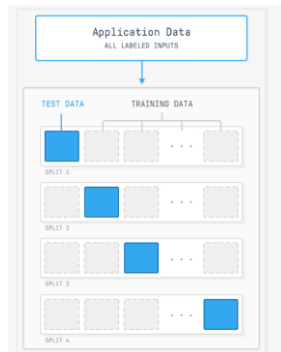 Application Data
ALL LABELED INPUTS
TEST DATA TRAINING DATA
SPLIT 1
SPLIT 2
SPLIT 3
SPLIT n